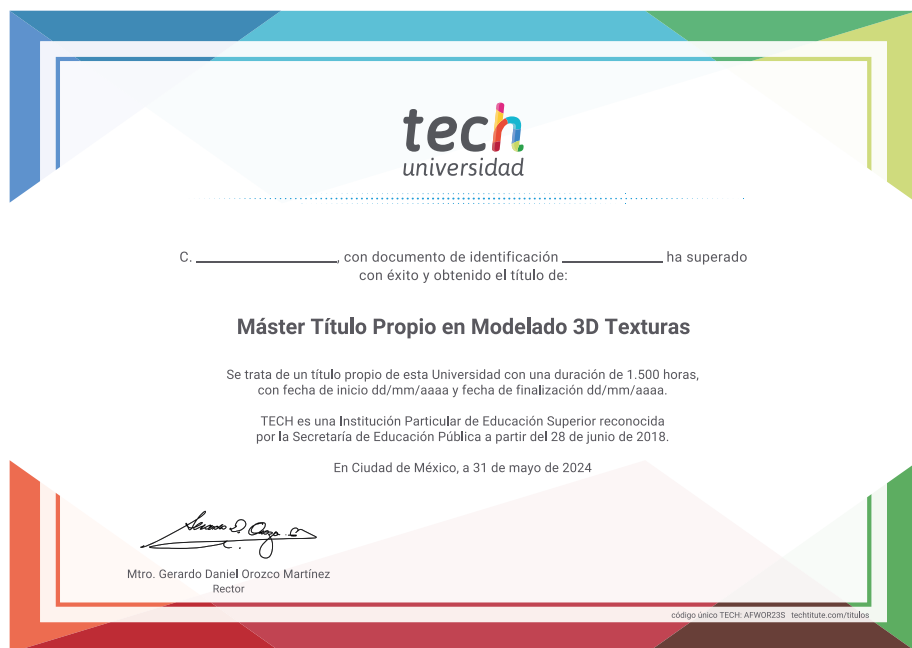 tech
universidad
C. ____________, con documento de identificación ____________ ha superado
con éxito y obtenido el título de:
Máster Título Propio en Modelado 3D Texturas
Se trata de un título propio de esta Universidad con una duración de 1.500 horas,
con fecha de inicio dd/mm/aaaa y fecha de finalización dd/mm/aaaa.
TECH es una Institución Particular de Educación Superior reconocida
por la Secretaría de Educación Pública a partir del 28 de junio de 2018.
En Ciudad de México, a 31 de mayo de 2024
Mtro. Gerardo Daniel Orozco Martínez
Rector
código único TECH: AFWOR23S techtitute.com/titulos